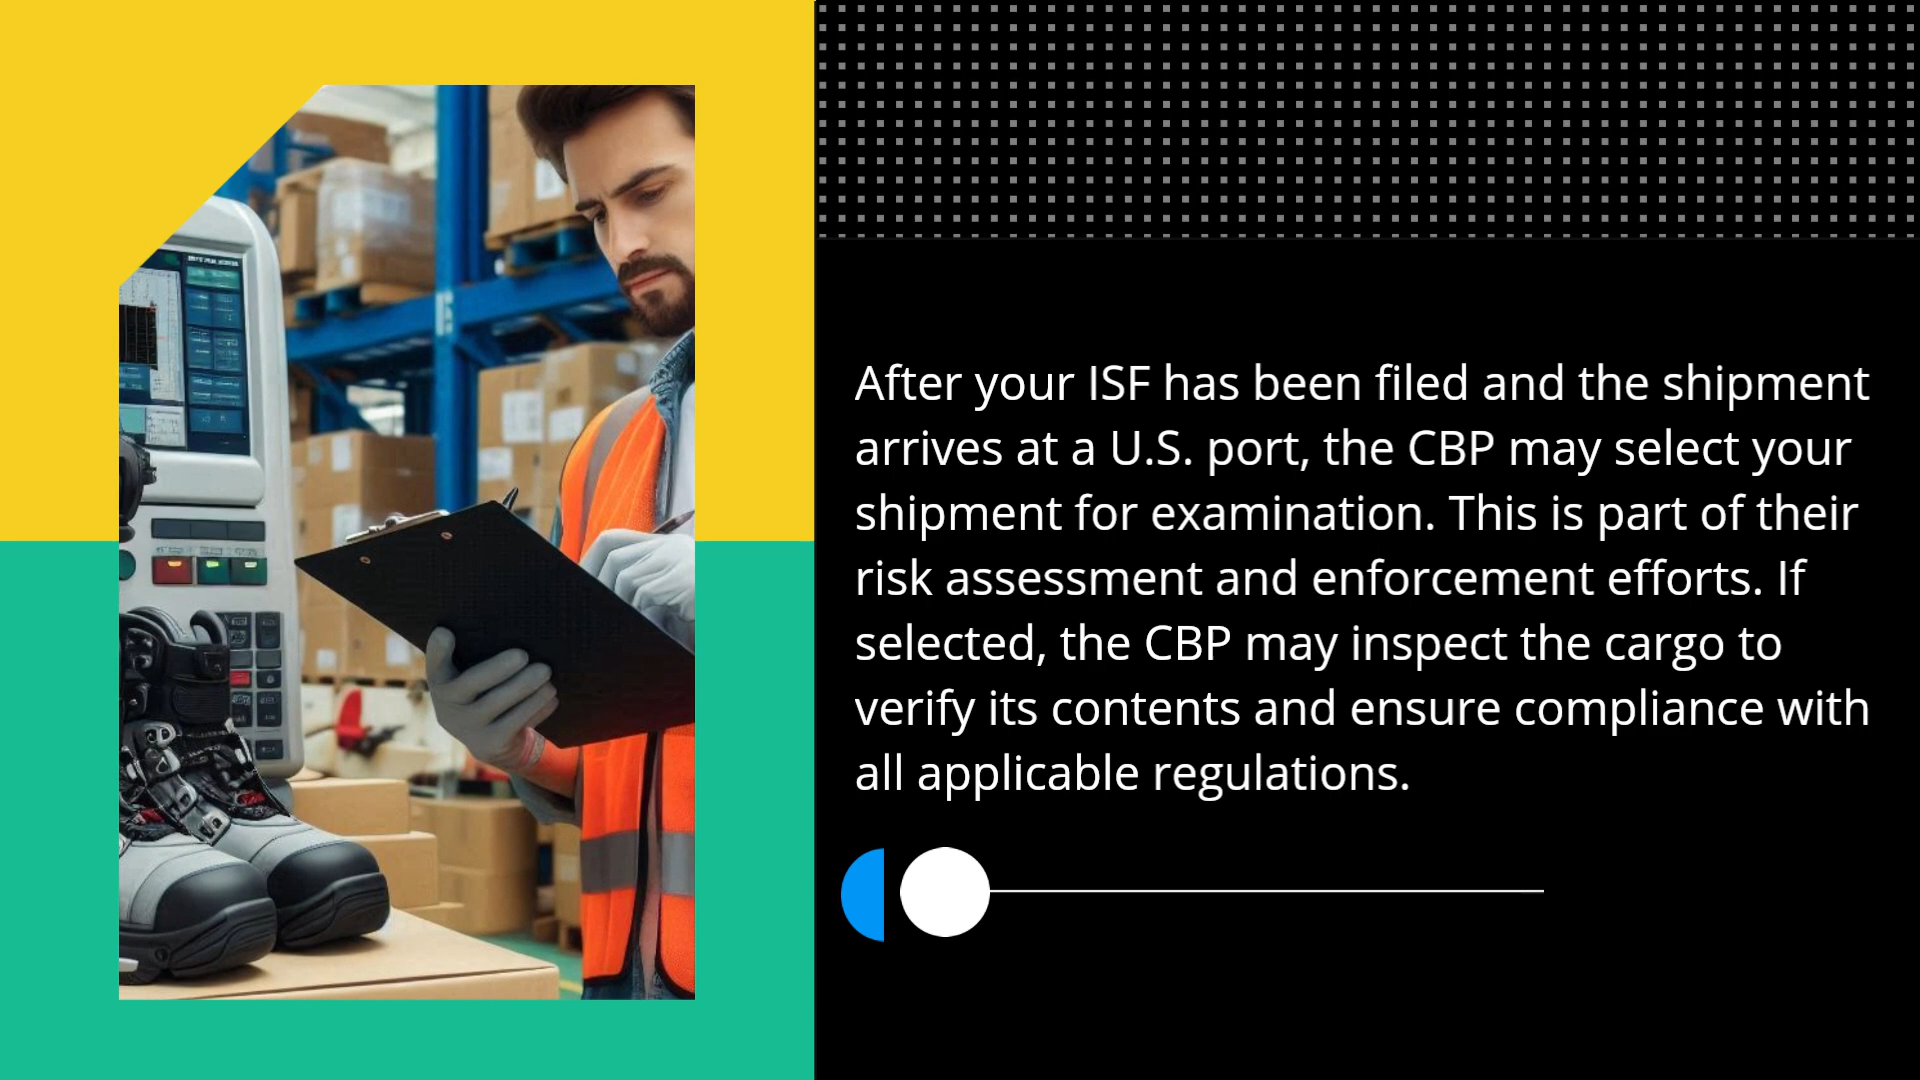 After your ISF has been filed and the shipment
arrives at a U.S. port, the CBP may select your
shipment for examination. This is part of their
risk assessment and enforcement efforts. If
selected, the CBP may inspect the cargo to
verify its contents and ensure compliance with
all applicable regulations.